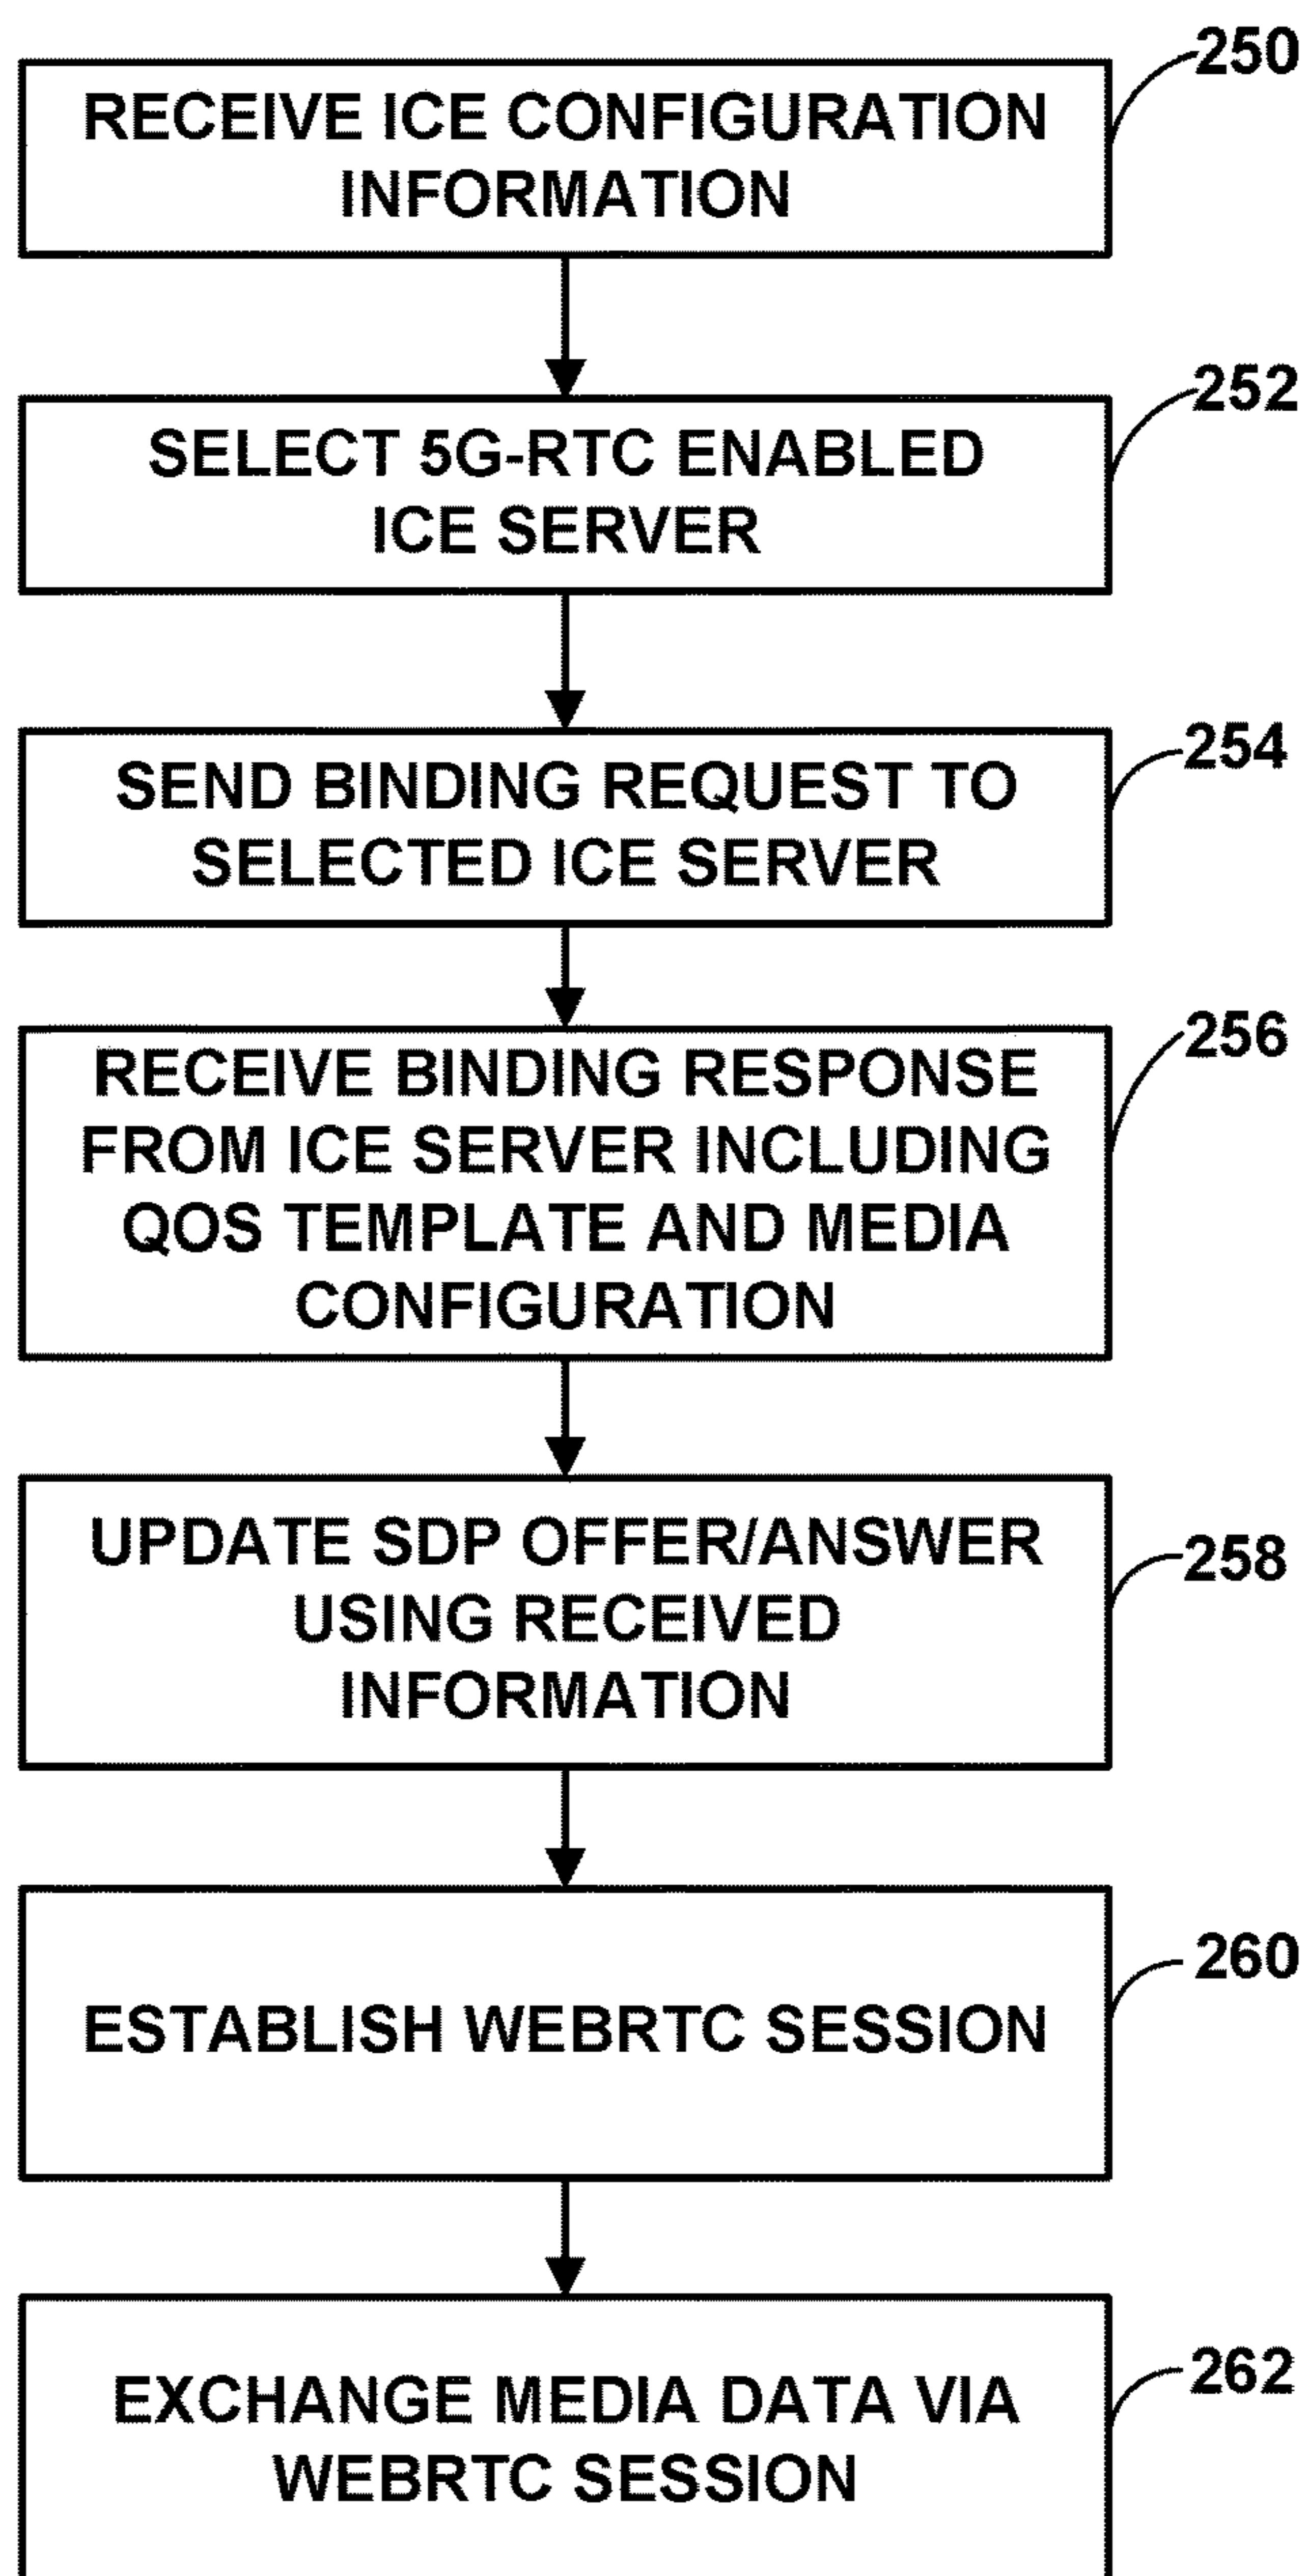 250
RECEIVE ICE CONFIGURATION
INFORMATION
252
SELECT 5G-RTC ENABLED
ICE SERVER
254
SEND BINDING REQUEST TO
SELECTED ICE SERVER
256
RECEIVE BINDING RESPONSE
FROM ICE SERVER INCLUDING
QOS TEMPLATE AND MEDIA
CONFIGURATION
258
UPDATE SDP OFFER/ANSWER
USING RECEIVED
INFORMATION
260
ESTABLISH WEBRTC SESSION
262
EXCHANGE MEDIA DATA VIA
WEBRTC SESSION